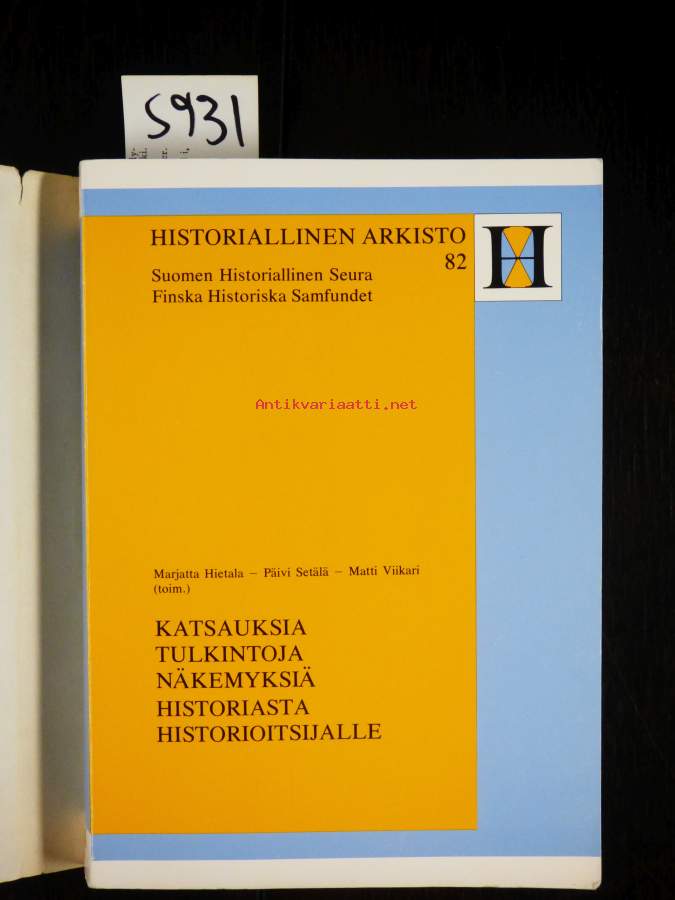 S931
HISTORIALLINEN ARKISTO
82
H
Suomen Historiallinen Seura
Finska Historiska Samfundet
Antikvariaatti.net
Marjatta Hietala – Päivi Setälä – Matti Viikari
(toim.)
KATSAUKSIA
TULKINTOJA
NÄKEMYKSIÄ
HISTORIASTA
HISTORIOITSIJALLE